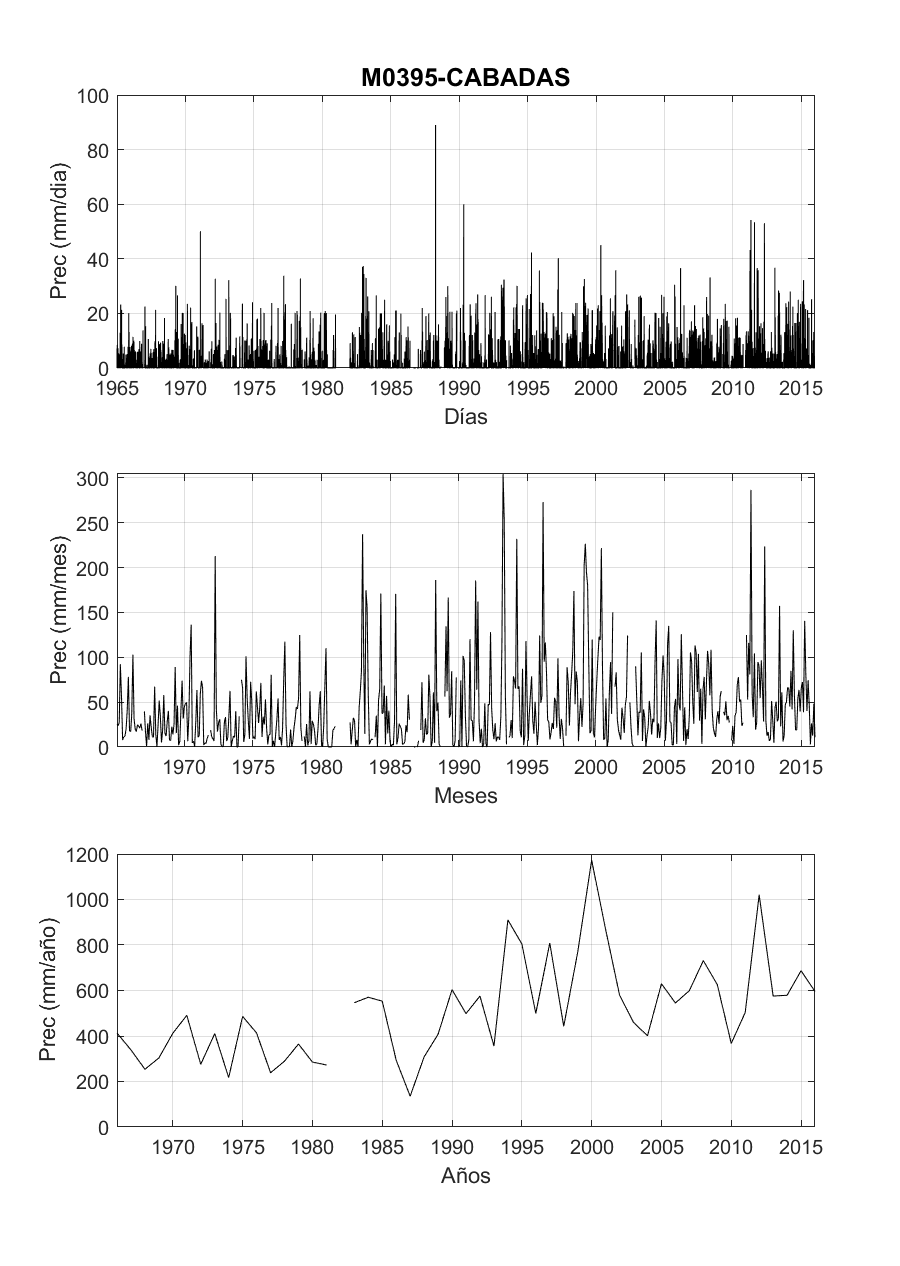 M0395-CABADAS
Prec (mm/dia)
100
80
60
40
20
0
1965 1970 1975 1980 1985 1990 1995 2000 2005 2010 2015
Días
Prec (mm/mes)
300
250
200
150
100
50
0
1970 1975 1980 1985 1990 1995 2000 2005 2010 2015
Meses
Prec (mm/año)
1200
1000
800
600
400
200
0
1970 1975 1980 1985 1990 1995 2000 2005 2010 2015
Años